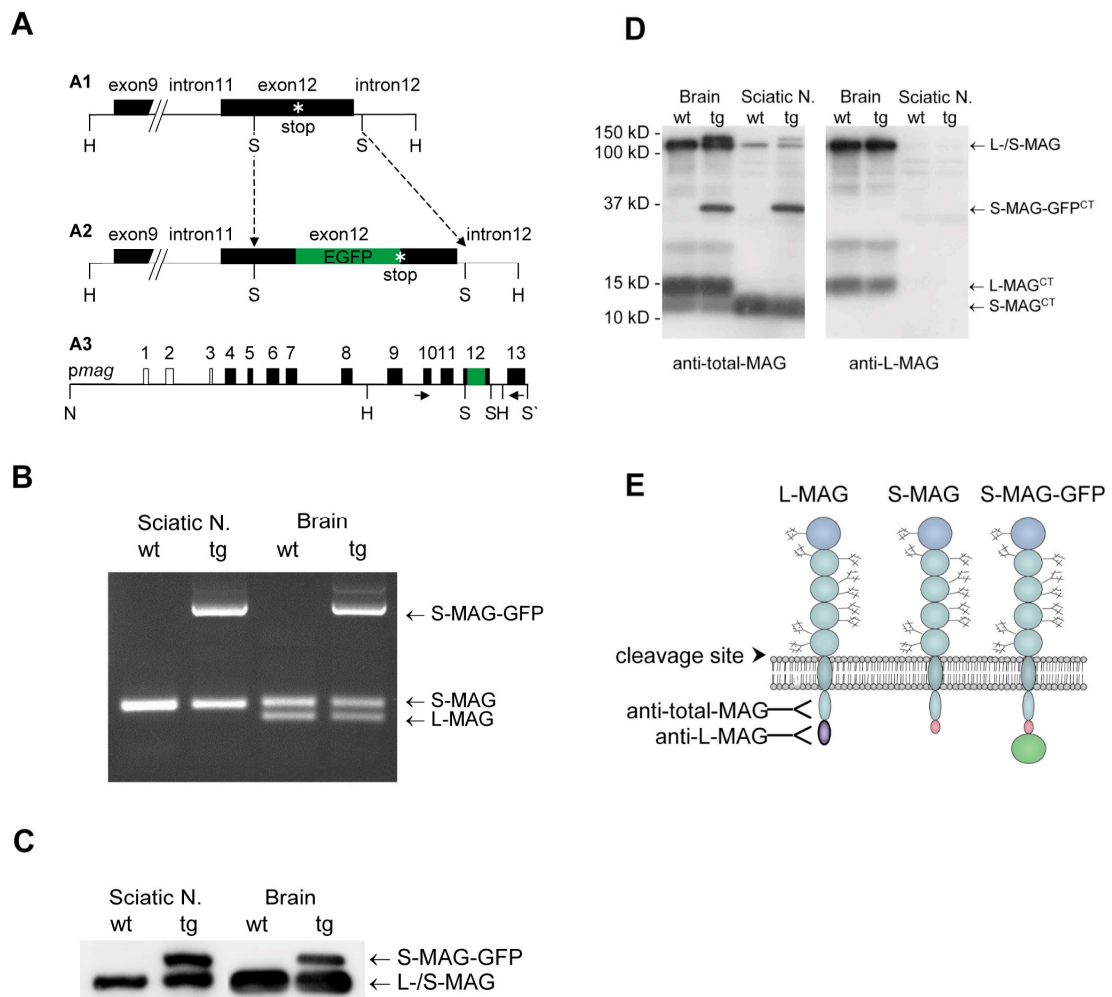 A
A1 exon9 intron11 exon12 intron12
*
stop
H S S H
A2 exon9 intron11 exon12 intron12
EGFP *
stop
H S S H
A3
1 2 3 4 5 6 7 8 9 10 11 12 13
pmag
N H S SH S`
B
Sciatic N. Brain
wt tg wt tg
← S-MAG-GFP
← S-MAG
← L-MAG
C
Sciatic N. Brain
wt tg wt tg
← S-MAG-GFP
← L-/S-MAG
D
Brain Sciatic N. Brain Sciatic N.
wt tg wt tg wt tg wt tg
150 kD -
100 kD -
← L-/S-MAG
37 kD -
← S-MAG-GFPCT
15 kD -
← L-MAGCT
← S-MAGCT
10 kD -
anti-total-MAG anti-L-MAG
E
L-MAG S-MAG S-MAG-GFP
cleavage site
anti-total-MAG
anti-L-MAG